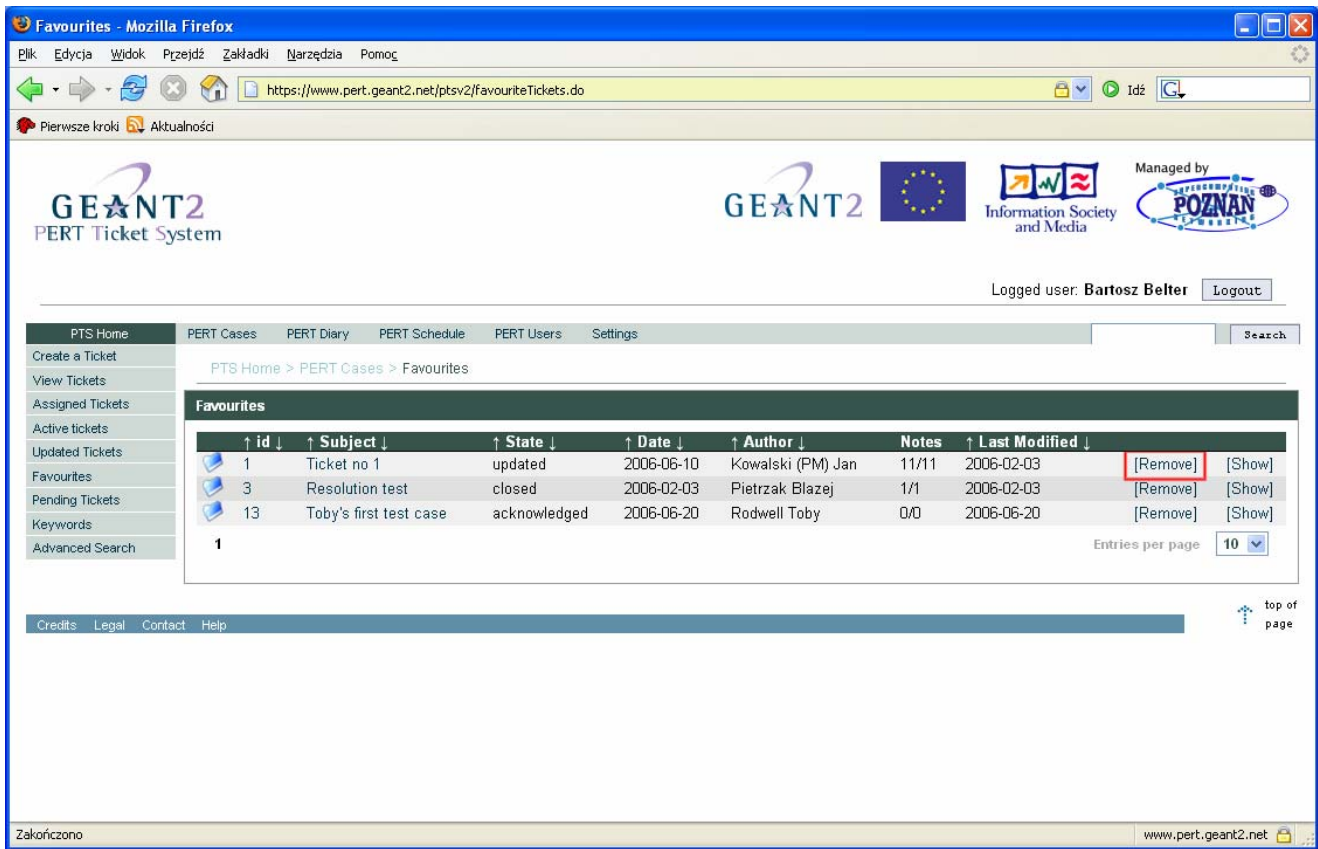 Favourites - Mozilla Firefox
Plik Edycja Widok Przejdź Zakładki Narzędzia Pomoc
https://www.pert.geant2.net/ptsv2/favouriteTickets.do Idź G
Pierwsze kroki Aktualności
GEANT2
PERT Ticket System
GEANT2
Information Society
and Media
Managed by
SUPERCOMPUTING
POZNAŃ
NETWORKING
Logged user: Bartosz Belter Logout
PTS Home PERT Cases PERT Diary PERT Schedule PERT Users Settings Search
Create a Ticket
View Tickets
Assigned Tickets
Active tickets
Updated Tickets
Favourites
Pending Tickets
Keywords
Advanced Search
PTS Home > PERT Cases > Favourites
Favourites
↑ id ↓ ↑ Subject ↓ ↑ State ↓ ↑ Date ↓ ↑ Author ↓ Notes ↑ Last Modified ↓
1 Ticket no 1 updated 2006-06-10 Kowalski (PM) Jan 11/11 2006-02-03 [Remove] [Show]
3 Resolution test closed 2006-02-03 Pietrzak Blazej 1/1 2006-02-03 [Remove] [Show]
13 Toby's first test case acknowledged 2006-06-20 Rodwell Toby 0/0 2006-06-20 [Remove] [Show]
1 Entries per page 10
top of
page
Credits Legal Contact Help
Zakończono www.pert.geant2.net